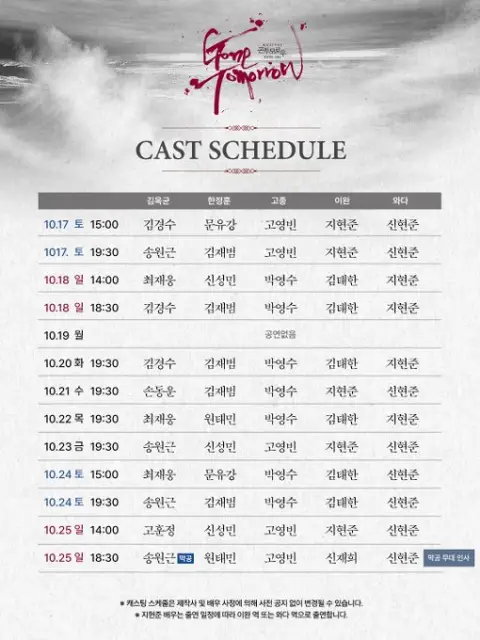 Gone Tomorrow
CAST SCHEDULE
김옥균 한정훈 고종 이완 와다
10.17 토 15:00 김경수 문유강 고영빈 지현준 신현준
1017. 토 19:30 송원근 김재범 고영빈 지현준 신현준
10.18 일 14:00 최재웅 신성민 박영수 김태한 지현준
10.18 일 18:30 김경수 김재범 박영수 김태한 지현준
10.19 월 공연없음
10.20 화 19:30 김경수 김재범 박영수 김태한 지현준
10.21 수 19:30 손동운 김재범 박영수 지현준 신현준
10.22 목 19:30 최재웅 원태민 박영수 김태한 지현준
10.23 금 19:30 송원근 신성민 고영빈 지현준 신현준
10.24 토 15:00 최재웅 문유강 박영수 김태한 신현준
10.24 토 19:30 송원근 김재범 박영수 김태한 신현준
10.25 일 14:00 고훈정 신성민 고영빈 지현준 신현준
10.25 일 18:30 송원근 막공 원태민 고영빈 신재희 신현준 막공 무대 인사
* 캐스팅 스케줄은 제작사 및 배우 사정에 의해 사전 공지 없이 변경될 수 있습니다.
* 지현준 배우는 출연 일정에 따라 이완 역 또는 와다 역으로 출연합니다.